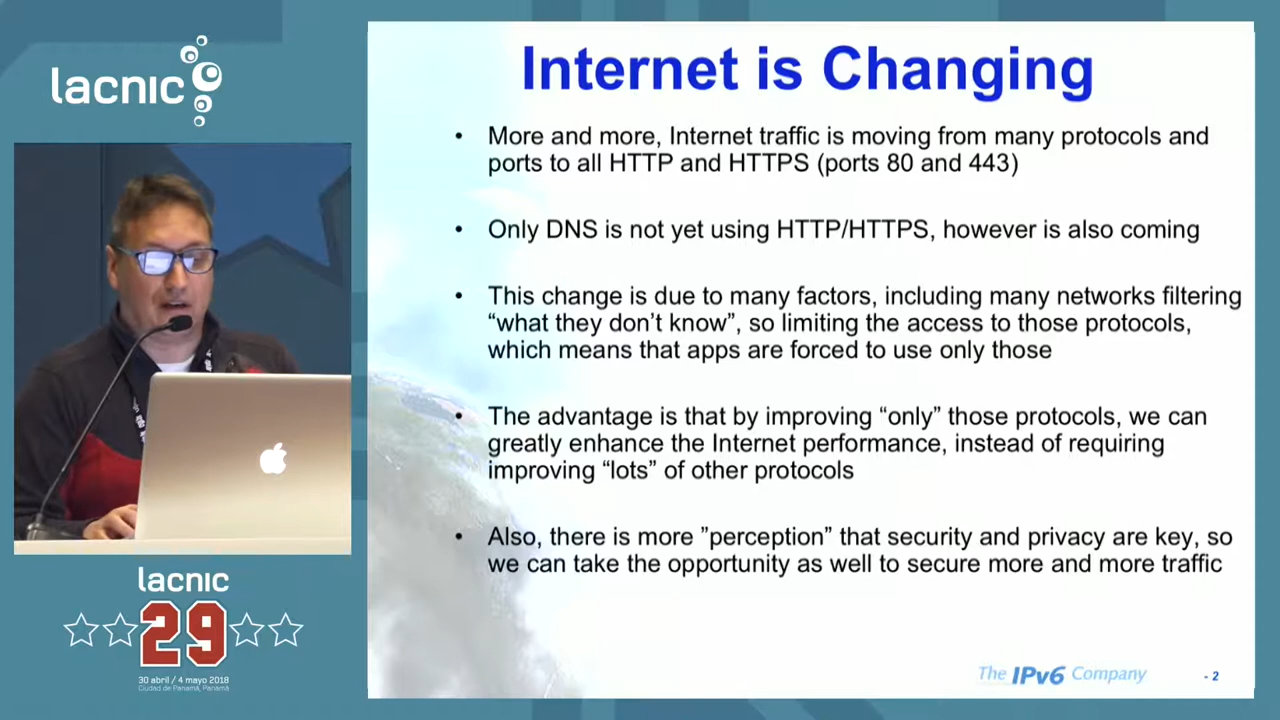 lacnic
Internet is Changing
• More and more, Internet traffic is moving from many protocols and
ports to all HTTP and HTTPS (ports 80 and 443)
• Only DNS is not yet using HTTP/HTTPS, however is also coming
• This change is due to many factors, including many networks filtering
“what they don’t know”, so limiting the access to those protocols,
which means that apps are forced to use only those
• The advantage is that by improving “only” those protocols, we can
greatly enhance the Internet performance, instead of requiring
improving “lots” of other protocols
• Also, there is more ”perception” that security and privacy are key, so
we can take the opportunity as well to secure more and more traffic
The IPv6 Company
- 2
lacnic
29
30 abril / 4 mayo 2018
Ciudad de Panamá, Panamá